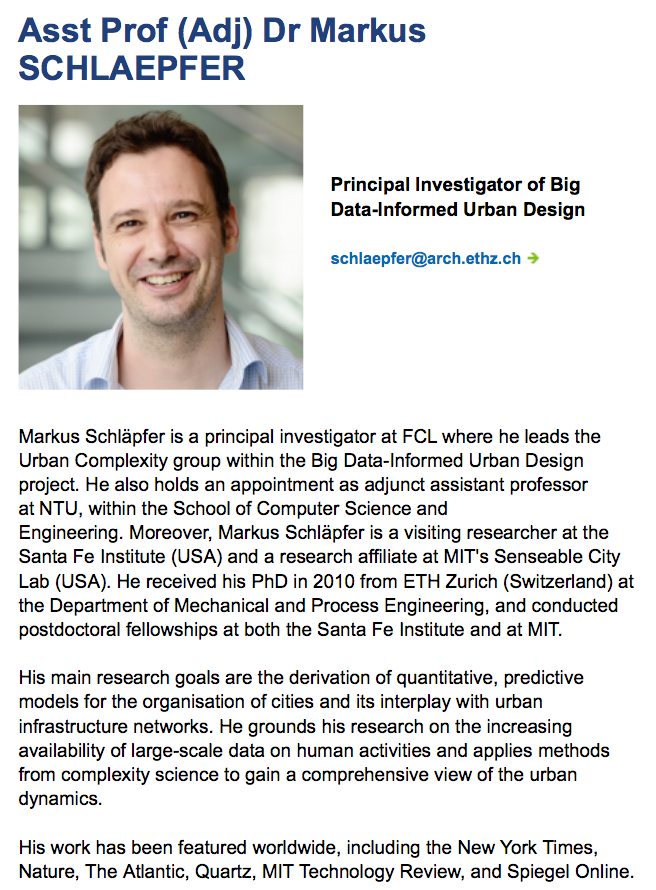 Asst Prof (Adj) Dr Markus
SCHLAEPFER
Principal Investigator of Big
Data-Informed Urban Design
schlaepfer@arch.ethz.ch
Markus Schläpfer is a principal investigator at FCL where he leads the
Urban Complexity group within the Big Data-Informed Urban Design
project. He also holds an appointment as adjunct assistant professor
at NTU, within the School of Computer Science and
Engineering. Moreover, Markus Schläpfer is a visiting researcher at the
Santa Fe Institute (USA) and a research affiliate at MIT's Senseable City
Lab (USA). He received his PhD in 2010 from ETH Zurich (Switzerland) at
the Department of Mechanical and Process Engineering, and conducted
postdoctoral fellowships at both the Santa Fe Institute and at MIT.
His main research goals are the derivation of quantitative, predictive
models for the organisation of cities and its interplay with urban
infrastructure networks. He grounds his research on the increasing
availability of large-scale data on human activities and applies methods
from complexity science to gain a comprehensive view of the urban
dynamics.
His work has been featured worldwide, including the New York Times,
Nature, The Atlantic, Quartz, MIT Technology Review, and Spiegel Online.